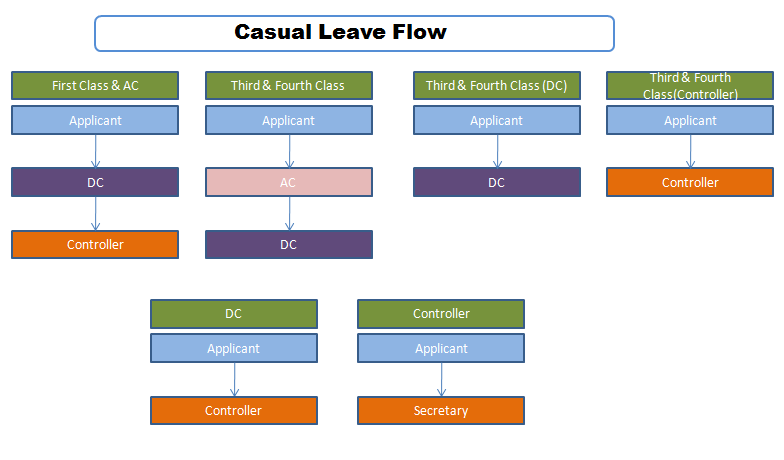 Casual Leave Flow
First Class & AC
Applicant
DC
Controller
Third & Fourth Class
Applicant
AC
DC
Third & Fourth Class (DC)
Applicant
DC
Third & Fourth
Class(Controller)
Applicant
Controller
DC
Applicant
Controller
Controller
Applicant
Secretary